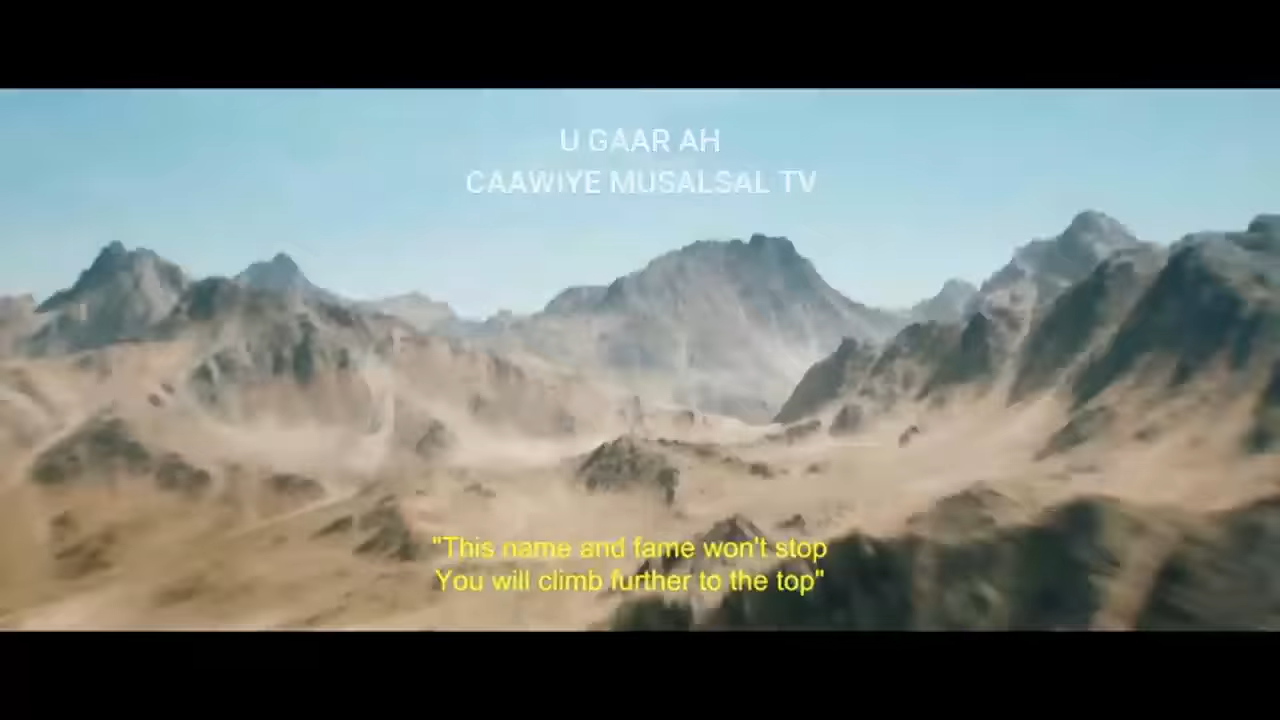 U GAAR AH
CAAWIYE MUSALSAL TV
"This name and fame won't stop
You will climb further to the top"